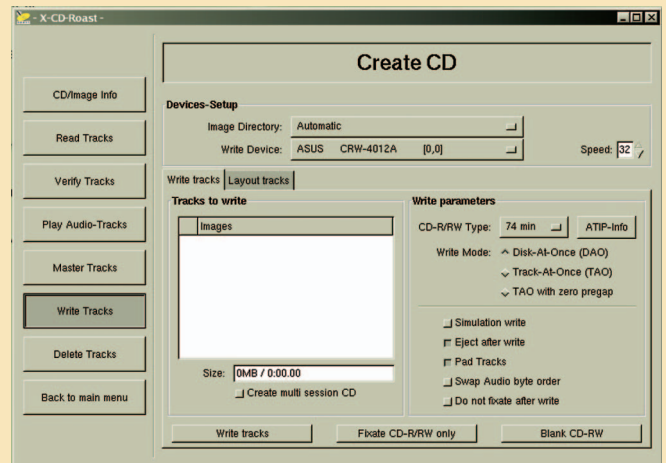 - X-CD-Roast -
Create CD
CD/Image Info
Read Tracks
Verify Tracks
Play Audio-Tracks
Master Tracks
Write Tracks
Delete Tracks
Back to main menu
Devices-Setup
Image Directory: Automatic
Write Device: ASUS CRW-4012A [0,0] Speed: 32
Write tracks Layout tracks
Tracks to write
Images
Size: 0MB / 0:00.00
Create multi session CD
Write parameters
CD-R/RW Type: 74 min ATIP-Info
Write Mode: Disk-At-Once (DAO)
Track-At-Once (TAO)
TAO with zero pregap
Simulation write
Eject after write
Pad Tracks
Swap Audio byte order
Do not fixate after write
Write tracks Fixate CD-R/RW only Blank CD-RW